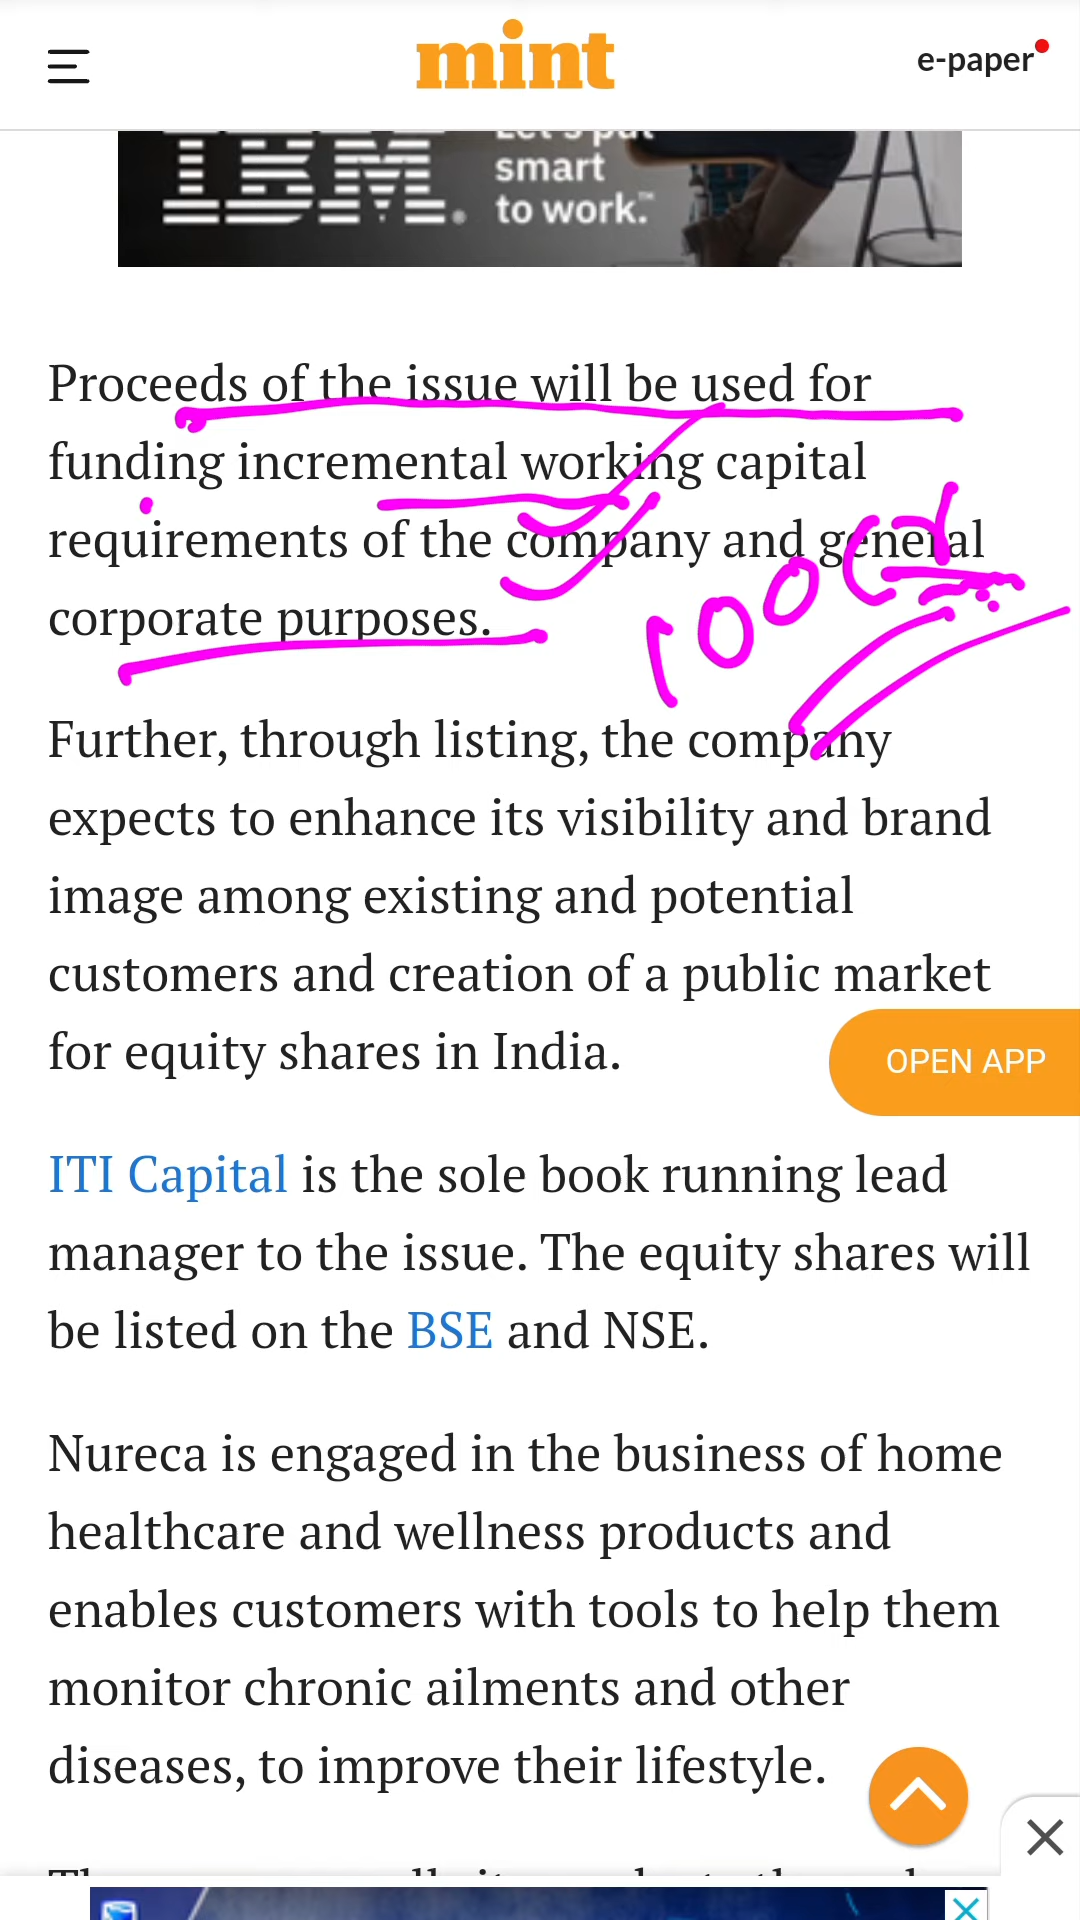 mint
e-paper
IBM.
smart
to work.™
Proceeds of the issue will be used for
funding incremental working capital
requirements of the company and general
corporate purposes.
100 Cr
Further, through listing, the company
expects to enhance its visibility and brand
image among existing and potential
customers and creation of a public market
for equity shares in India.
OPEN APP
ITI Capital is the sole book running lead
manager to the issue. The equity shares will
be listed on the BSE and NSE.
Nureca is engaged in the business of home
healthcare and wellness products and
enables customers with tools to help them
monitor chronic ailments and other
diseases, to improve their lifestyle.